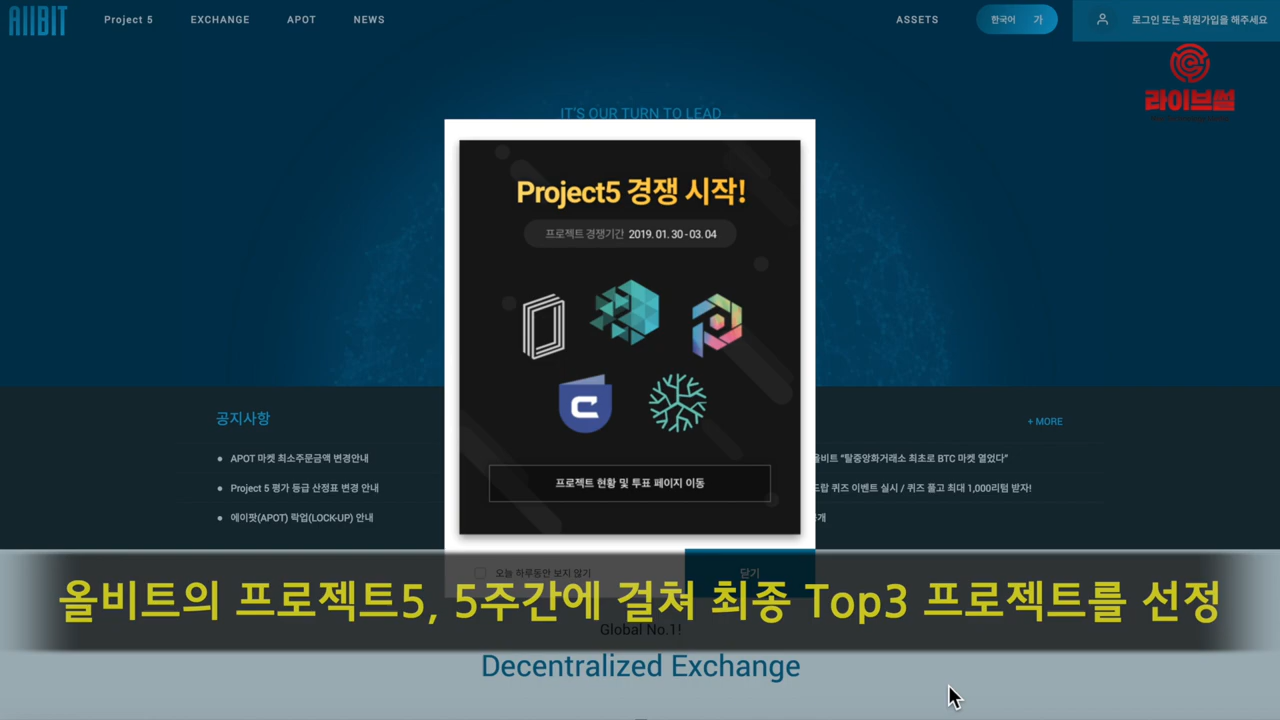 AllBIT
Project 5
EXCHANGE
APOT
NEWS
ASSETS
한국어 가
로그인 또는 회원가입을 해주세요
라이브썰
IT'S OUR TURN TO LEAD
Project5 경쟁 시작!
프로젝트 경쟁기간 2019. 01. 30 - 03. 04
프로젝트 현황 및 투표 페이지 이동
공지사항
+ MORE
APOT 마켓 최소주문금액 변경안내
Project 5 평가 등급 산정표 변경 안내
에이팟(APOT) 락업(LOCK-UP) 안내
올비트 “탈중앙화거래소 최초로 BTC 마켓 열었다”
드랍 퀴즈 이벤트 실시 / 퀴즈 풀고 최대 1,000리텀 받자!
공개
오늘 하루동안 보지 않기
닫기
올비트의 프로젝트5, 5주간에 걸쳐 최종 Top3 프로젝트를 선정
Global No.1!
Decentralized Exchange